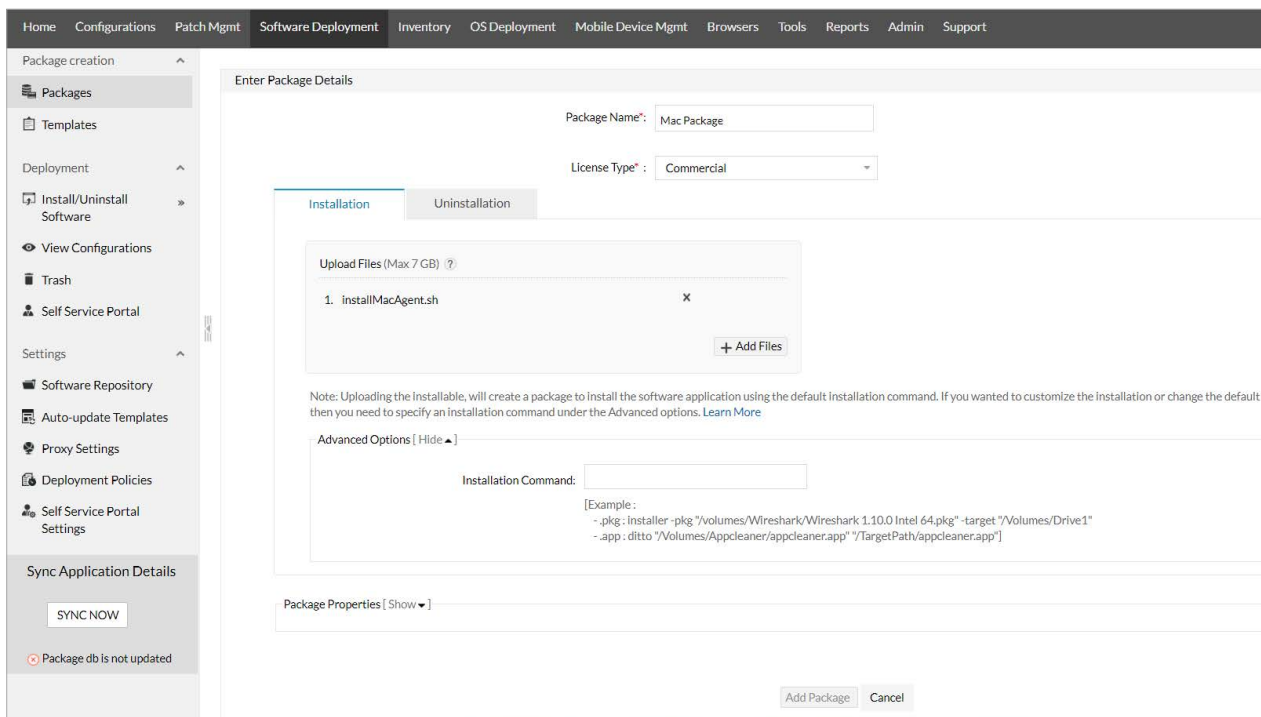 Home Configurations Patch Mgmt Software Deployment Inventory OS Deployment Mobile Device Mgmt Browsers Tools Reports Admin Support
Package creation
Packages
Templates
Deployment
Install/Uninstall
Software
View Configurations
Trash
Self Service Portal
Settings
Software Repository
Auto-update Templates
Proxy Settings
Deployment Policies
Self Service Portal
Settings
Sync Application Details
SYNC NOW
Package db is not updated
Enter Package Details
Package Name*: Mac Package
License Type* : Commercial
Installation Uninstallation
Upload Files (Max 7 GB) ?
1. installMacAgent.sh x
+ Add Files
Note: Uploading the installable, will create a package to install the software application using the default installation command. If you wanted to customize the installation or change the default
then you need to specify an installation command under the Advanced options. Learn More
Advanced Options [ Hide ▲ ]
Installation Command:
[Example :
- .pkg : installer -pkg "/volumes/Wireshark/Wireshark 1.10.0 Intel 64.pkg" -target "/Volumes/Drive1"
- .app : ditto "/Volumes/Appcleaner/appcleaner.app" "/TargetPath/appcleaner.app"]
Package Properties [ Show ▼ ]
Add Package Cancel